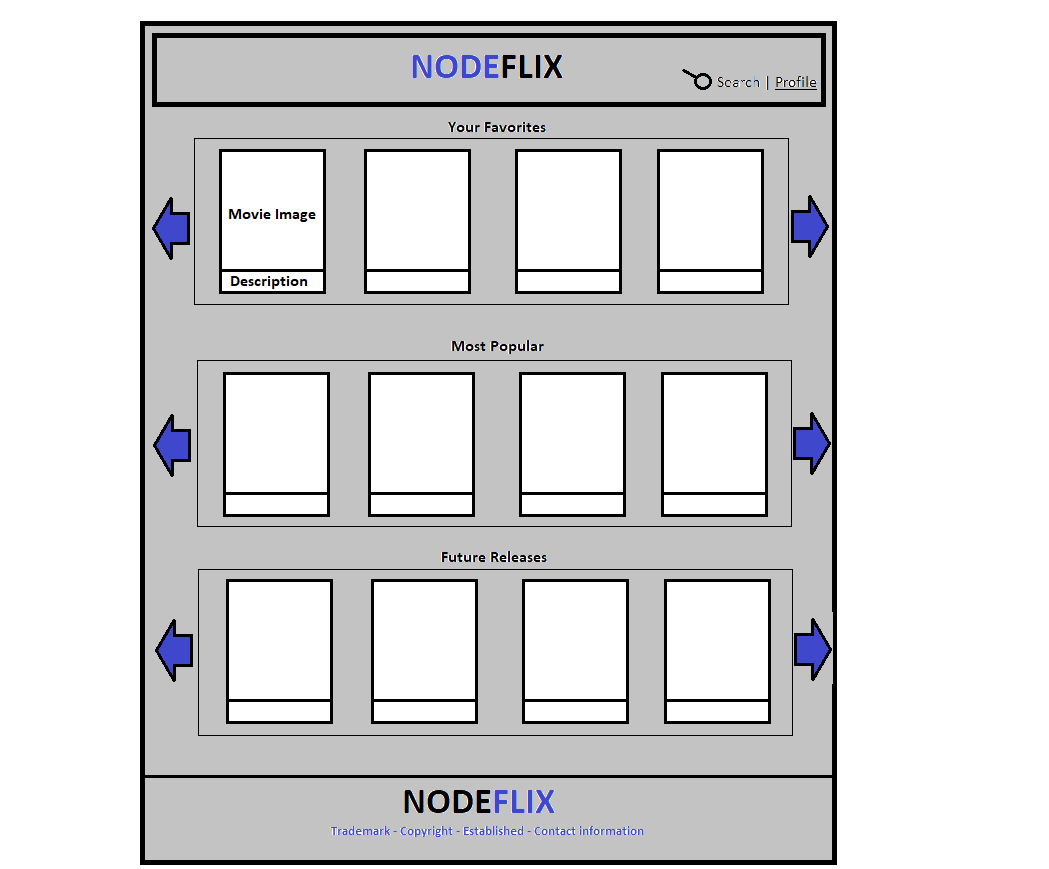 NODEFLIX
Search | Profile
Your Favorites
Movie Image
Description
Most Popular
Future Releases
NODEFLIX
Trademark - Copyright - Established - Contact information